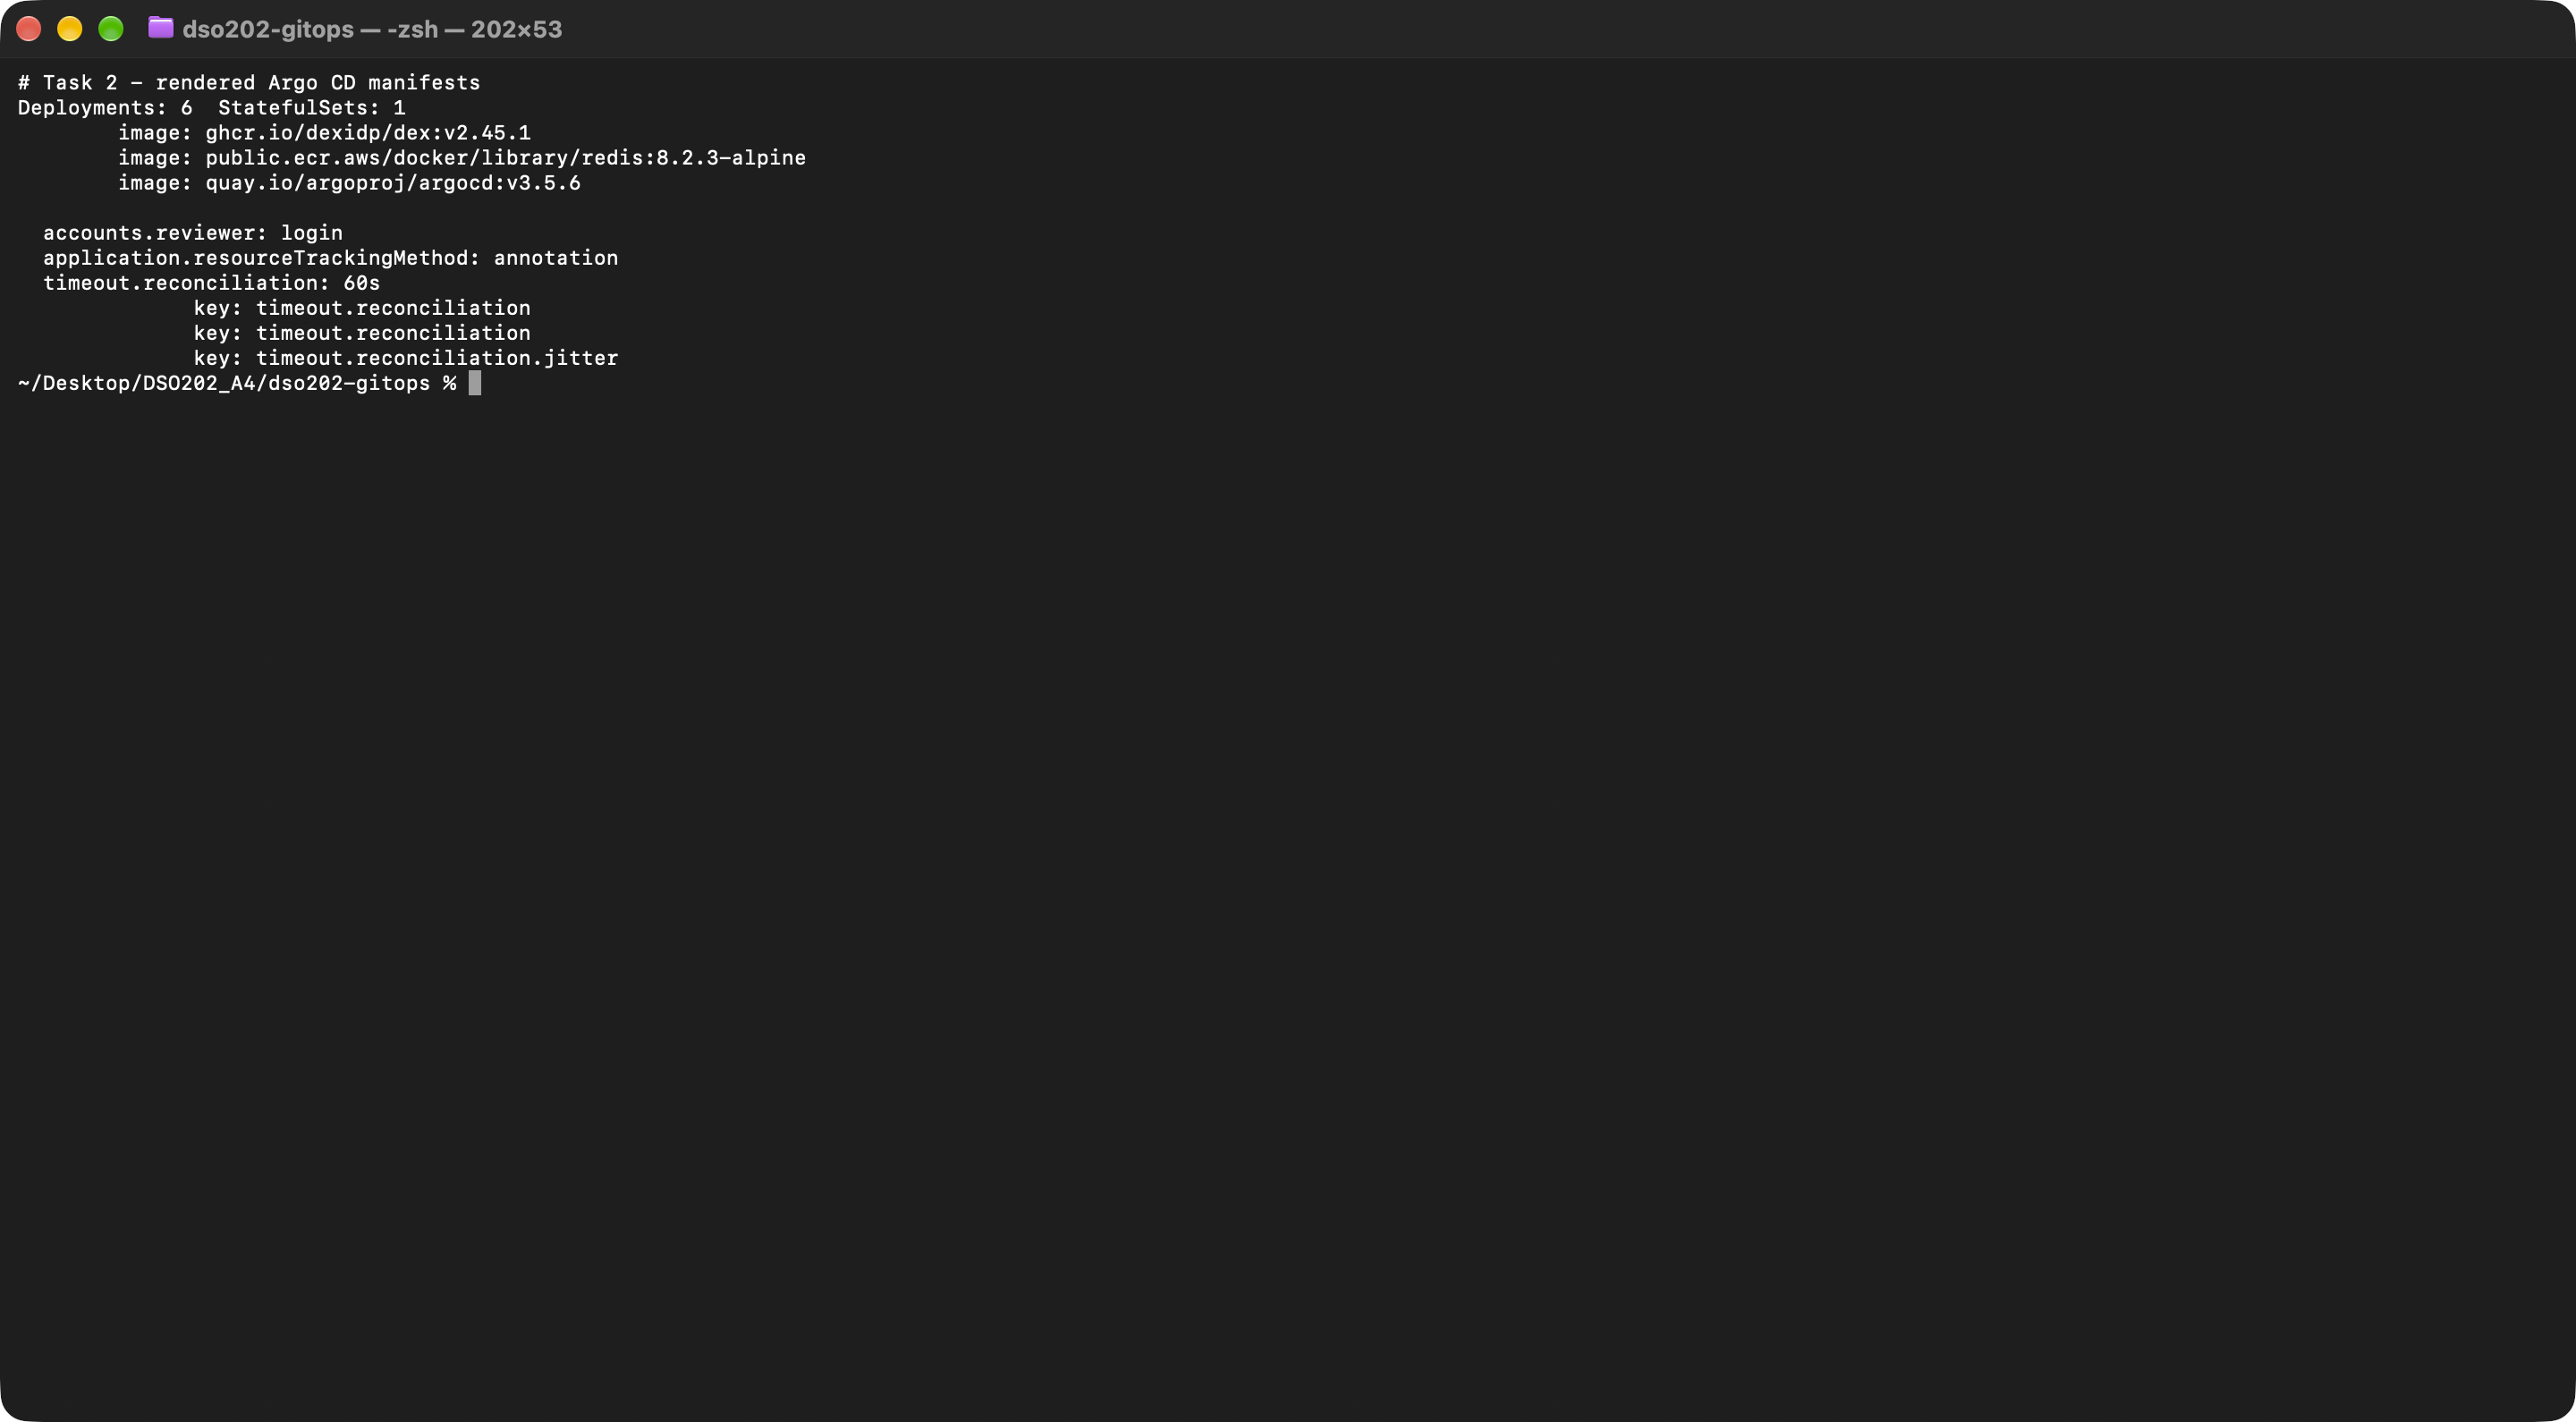 dso202-gitops — -zsh — 202×53
# Task 2 — rendered Argo CD manifests
Deployments: 6  StatefulSets: 1
        image: ghcr.io/dexidp/dex:v2.45.1
        image: public.ecr.aws/docker/library/redis:8.2.3-alpine
        image: quay.io/argoproj/argocd:v3.5.6
  accounts.reviewer: login
  application.resourceTrackingMethod: annotation
  timeout.reconciliation: 60s
              key: timeout.reconciliation
              key: timeout.reconciliation
              key: timeout.reconciliation.jitter
~/Desktop/DSO202_A4/dso202-gitops %